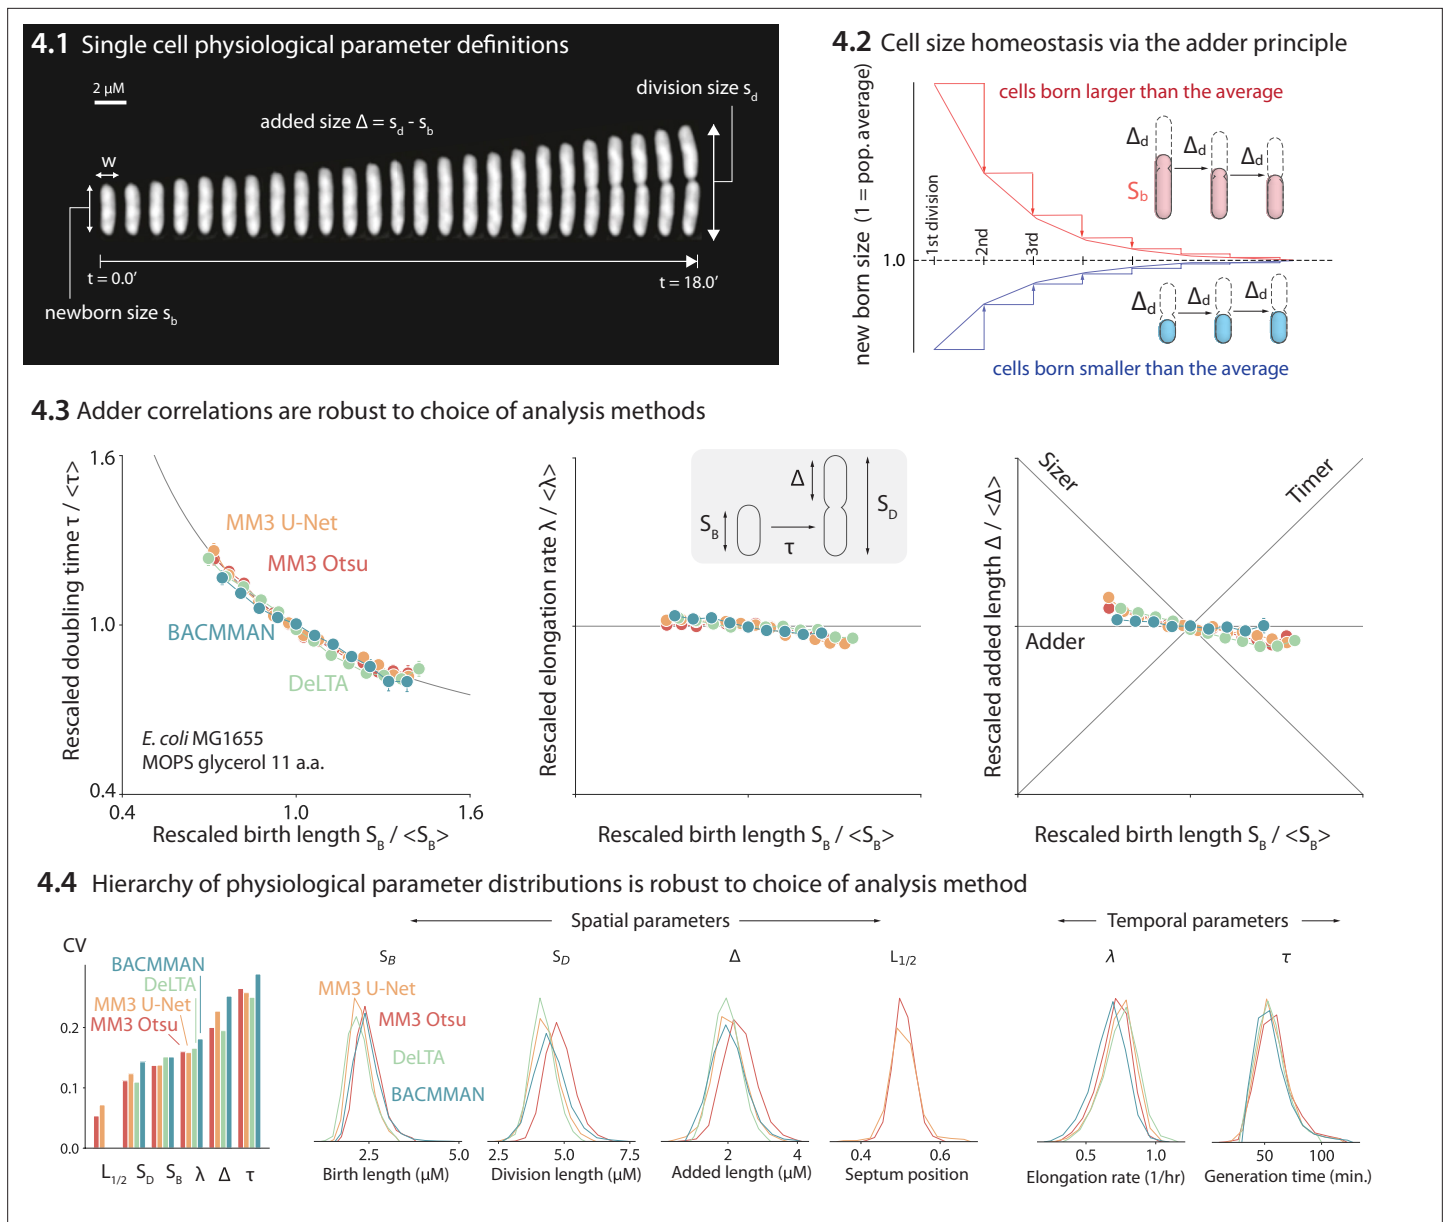 4.1 Single cell physiological parameter definitions
2 μM
division size s_d
added size Δ = s_d - s_b
w
t = 0.0'
t = 18.0'
newborn size s_b
4.2 Cell size homeostasis via the adder principle
new born size (1 = pop. average)
1.0
1st division
2nd
3rd
cells born larger than the average
Δ_d
Δ_d
Δ_d
S_b
Δ_d
Δ_d
Δ_d
cells born smaller than the average
4.3 Adder correlations are robust to choice of analysis methods
Rescaled doubling time τ / <τ>
1.6
1.0
0.4
MM3 U-Net
MM3 Otsu
BACMMAN
DeLTA
E. coli MG1655
MOPS glycerol 11 a.a.
0.4
1.0
1.6
Rescaled birth length S_B / <S_B>
Rescaled elongation rate λ / <λ>
Δ
S_B
S_D
τ
Rescaled birth length S_B / <S_B>
Rescaled added length Δ / <Δ>
Sizer
Timer
Adder
Rescaled birth length S_B / <S_B>
4.4 Hierarchy of physiological parameter distributions is robust to choice of analysis method
Spatial parameters
Temporal parameters
CV
BACMMAN
DeLTA
MM3 U-Net
MM3 Otsu
0.2
0.1
0.0
L_1/2 S_D S_B λ Δ τ
S_B
MM3 U-Net
MM3 Otsu
DeLTA
BACMMAN
2.5 5.0
Birth length (μM)
S_D
2.5 5.0 7.5
Division length (μM)
Δ
2 4
Added length (μM)
L_1/2
0.4 0.6
Septum position
λ
0.5 1.0
Elongation rate (1/hr)
τ
50 100
Generation time (min.)